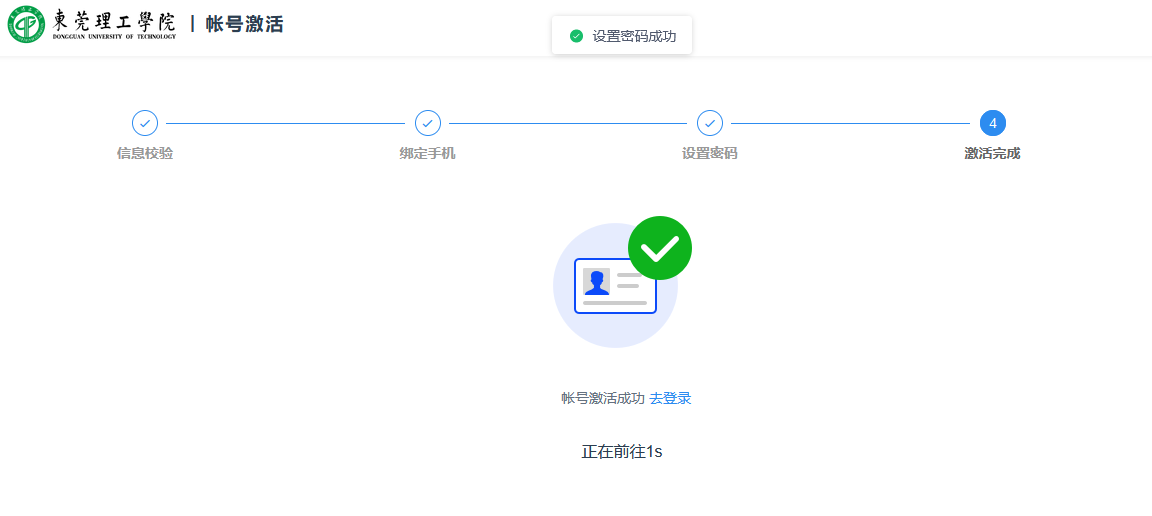 東莞理工學院 | 帐号激活
DONGGUAN UNIVERSITY OF TECHNOLOGY
设置密码成功
4
信息校验
绑定手机
设置密码
激活完成
帐号激活成功 去登录
正在前往1s